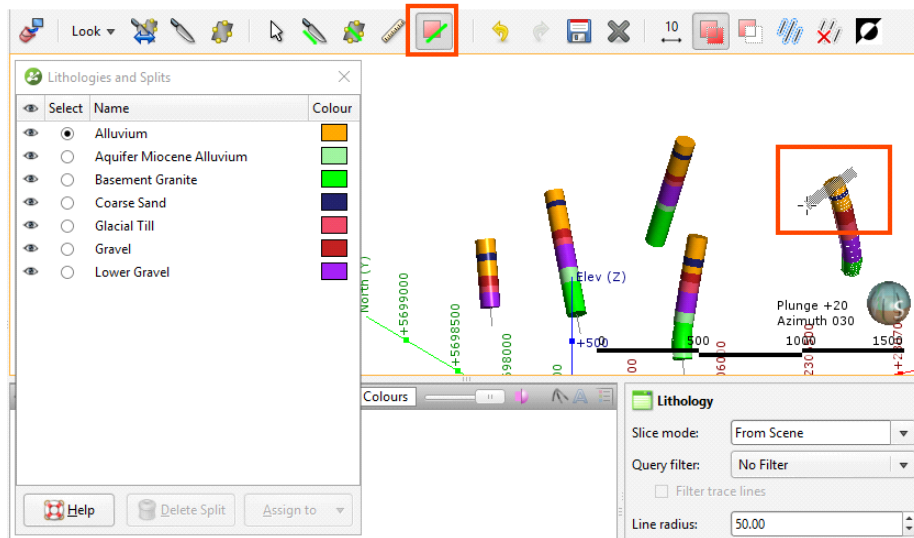 Look
10
Lithologies and Splits
Select Name Colour
Alluvium
Aquifer Miocene Alluvium
Basement Granite
Coarse Sand
Glacial Till
Gravel
Lower Gravel
Help
Delete Split
Assign to
North (Y)
+5699000
+5698500
Elev (Z)
+500
Plunge +20
Azimuth 030
S
500
1000
1500
Colours
Lithology
Slice mode: From Scene
Query filter: No Filter
Filter trace lines
Line radius: 50.00